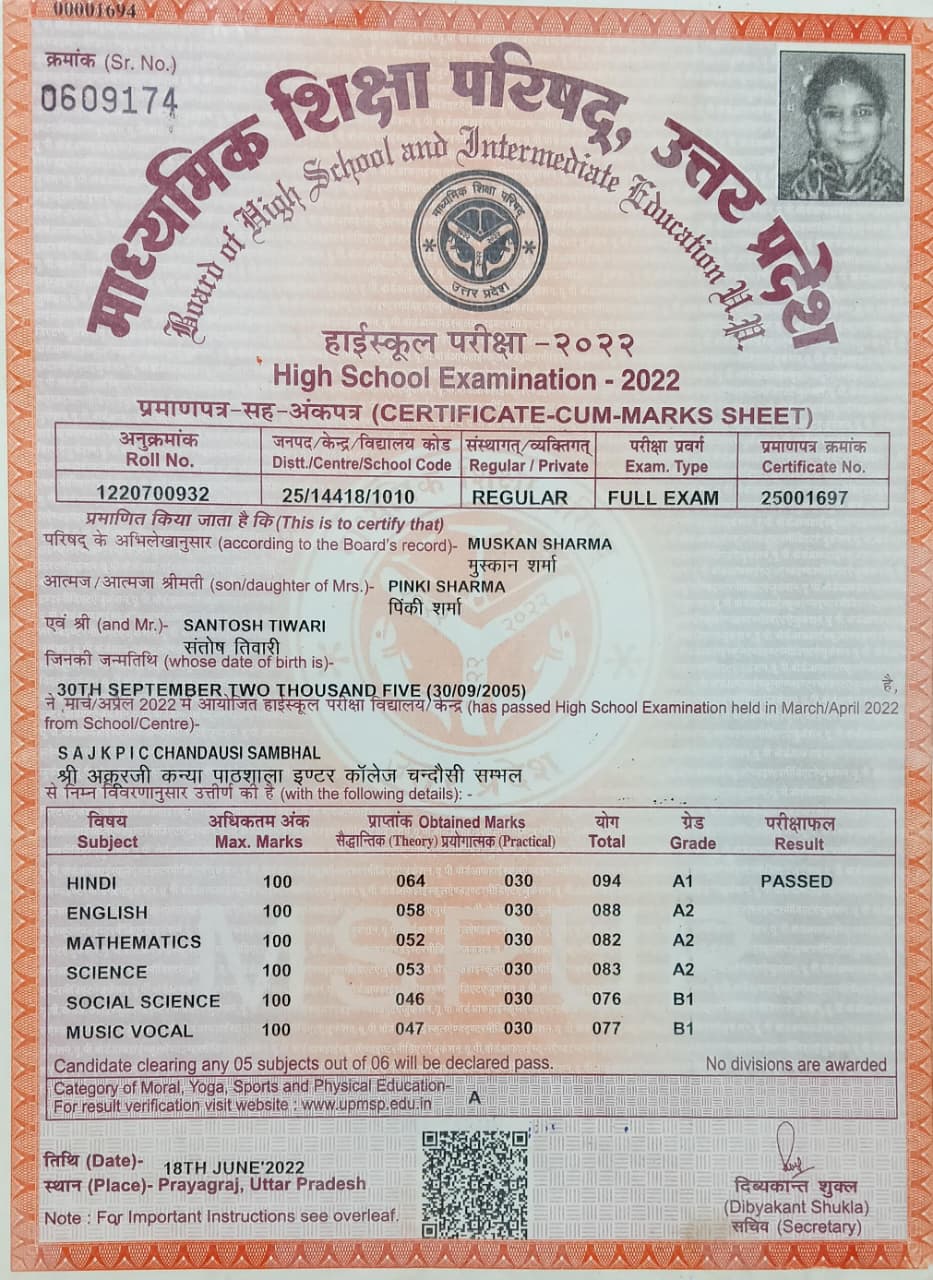 00001694
क्रमांक (Sr. No.)
0609174
माध्यमिक शिक्षा परिषद्, उत्तर प्रदेश
Board of High School and Intermediate Education U.P.
माध्यमिक शिक्षा परिषद्
उत्तर प्रदेश
हाईस्कूल परीक्षा -२०२२
High School Examination - 2022
प्रमाणपत्र-सह-अंकपत्र (CERTIFICATE-CUM-MARKS SHEET)
अनुक्रमांक जनपद/केन्द्र/विद्यालय कोड संस्थागत्/व्यक्तिगत् परीक्षा प्रवर्ग प्रमाणपत्र क्रमांक
Roll No. Distt./Centre/School Code Regular / Private Exam. Type Certificate No.
1220700932 25/14418/1010 REGULAR FULL EXAM 25001697
प्रमाणित किया जाता है कि (This is to certify that)
परिषद् के अभिलेखानुसार (according to the Board's record)- MUSKAN SHARMA
मुस्कान शर्मा
आत्मज/आत्मजा श्रीमती (son/daughter of Mrs.)- PINKI SHARMA
पिंकी शर्मा
एवं श्री (and Mr.)- SANTOSH TIWARI
संतोष तिवारी
जिनकी जन्मतिथि (whose date of birth is)-
30TH SEPTEMBER TWO THOUSAND FIVE (30/09/2005) है,
ने मार्च/अप्रैल 2022 में आयोजित हाईस्कूल परीक्षा विद्यालय/केन्द्र (has passed High School Examination held in March/April 2022
from School/Centre)-
S A J K P I C CHANDAUSI SAMBHAL
श्री अक्रूरजी कन्या पाठशाला इण्टर कॉलेज चन्दौसी सम्भल
से निम्न विवरणानुसार उत्तीर्ण की है (with the following details): -
विषय अधिकतम अंक प्राप्तांक Obtained Marks योग ग्रेड परीक्षाफल
Subject Max. Marks सैद्धान्तिक (Theory) प्रयोगात्मक (Practical) Total Grade Result
HINDI 100 064 030 094 A1 PASSED
ENGLISH 100 058 030 088 A2
MATHEMATICS 100 052 030 082 A2
SCIENCE 100 053 030 083 A2
SOCIAL SCIENCE 100 046 030 076 B1
MUSIC VOCAL 100 047 030 077 B1
Candidate clearing any 05 subjects out of 06 will be declared pass. No divisions are awarded
Category of Moral, Yoga, Sports and Physical Education- A
For result verification visit website : www.upmsp.edu.in
तिथि (Date)- 18TH JUNE'2022
स्थान (Place)- Prayagraj, Uttar Pradesh
दिव्यकान्त शुक्ल
(Dibyakant Shukla)
सचिव (Secretary)
Note : For Important Instructions see overleaf.